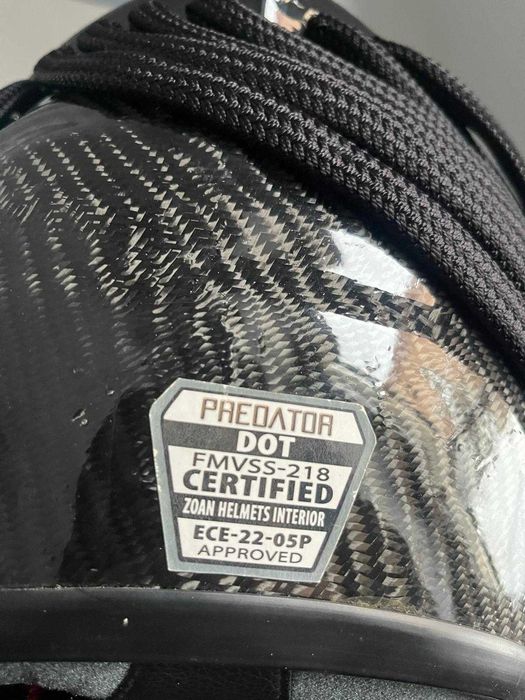 PREDATOR
DOT
FMVSS-218
CERTIFIED
ZOAN HELMETS INTERIOR
ECE-22-05P
APPROVED